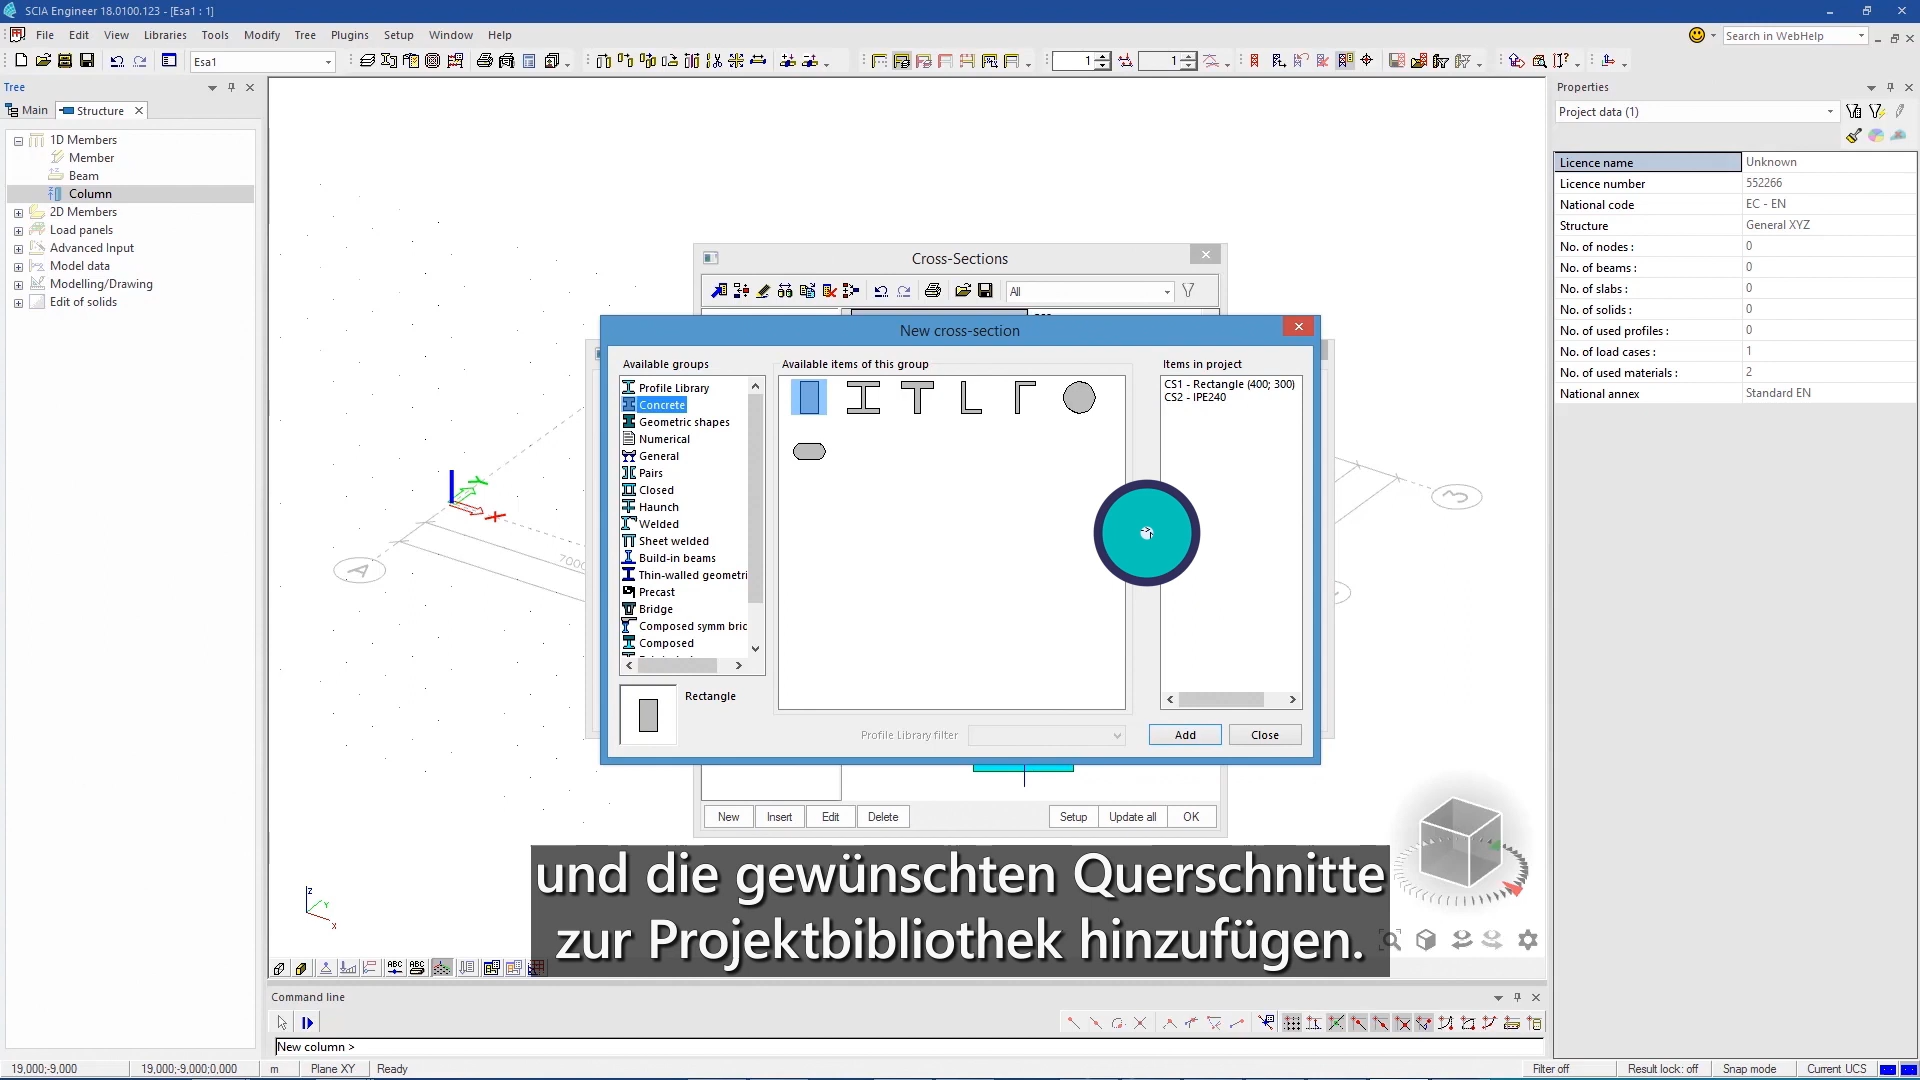 SCIA Engineer 18.0100.123 - [Esa1 : 1]
File Edit View Libraries Tools Modify Tree Plugins Setup Window Help
Search in WebHelp
Esa1
1
1
Tree
Main
Structure
1D Members
Member
Beam
Column
2D Members
Load panels
Advanced Input
Model data
Modelling/Drawing
Edit of solids
Properties
Project data (1)
Licence name Unknown
Licence number 552266
National code EC - EN
Structure General XYZ
No. of nodes : 0
No. of beams : 0
No. of slabs : 0
No. of solids : 0
No. of used profiles : 0
No. of load cases : 1
No. of used materials : 2
National annex Standard EN
Cross-Sections
All
New cross-section
Available groups
Profile Library
Concrete
Geometric shapes
Numerical
General
Pairs
Closed
Haunch
Welded
Sheet welded
Build-in beams
Thin-walled geometri
Precast
Bridge
Composed symm bric
Composed
Available items of this group
Items in project
CS1 - Rectangle (400; 300)
CS2 - IPE240
Rectangle
Profile Library filter
Add
Close
New
Insert
Edit
Delete
Setup
Update all
OK
Y
X
A
7000
3
z
Y
x
und die gewünschten Querschnitte
zur Projektbibliothek hinzufügen.
ABC
ABC
Command line
New column >
19,000;-9,000
19,000;-9,000;0,000
m
Plane XY
Ready
Filter off
Result lock: off
Snap mode
Current UCS